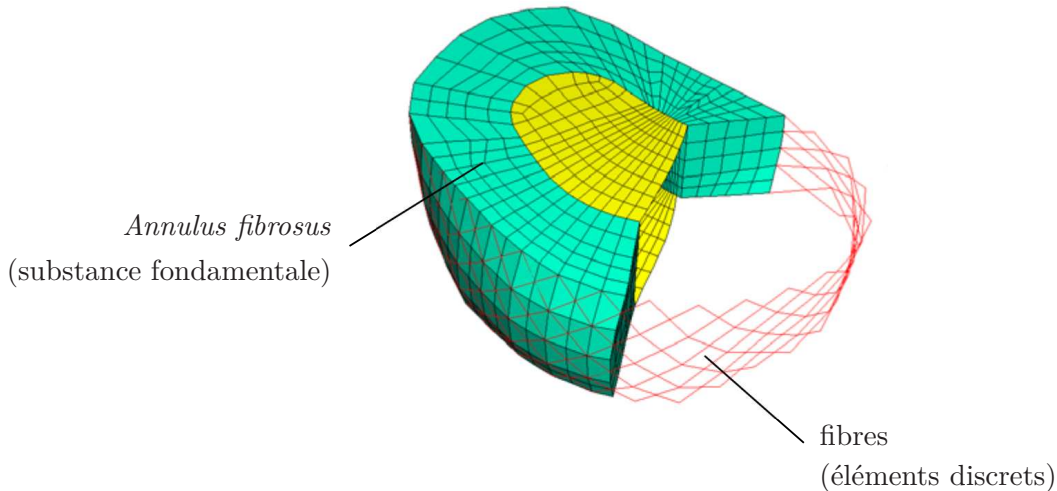 Annulus fibrosus
(substance fondamentale)
fibres
(éléments discrets)